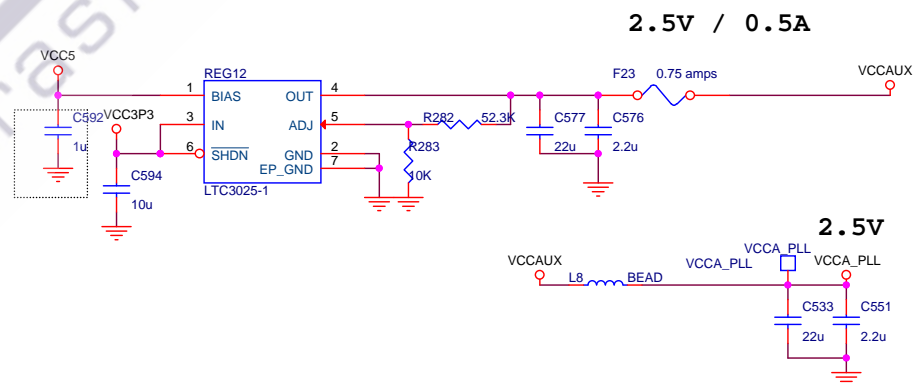 2.5V / 0.5A
VCC5
REG12
F23 0.75 amps
VCCAUX
1 BIAS OUT 4
C592 VCC3P3
1u
3 IN ADJ 5
R282 52.3K
C577 C576
6 SHDN GND 2
R283
22u 2.2u
EP_GND 7
C594
10K
LTC3025-1
10u
2.5V
VCCA_PLL
VCCAUX VCCA_PLL VCCA_PLL
L8 BEAD
C533 C551
22u 2.2u